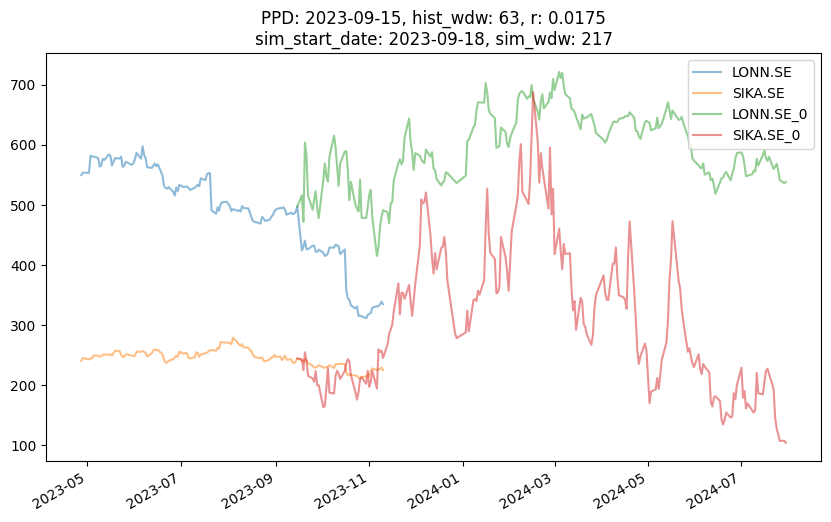 PPD: 2023-09-15, hist_wdw: 63, r: 0.0175
sim_start_date: 2023-09-18, sim_wdw: 217
LONN.SE
SIKA.SE
LONN.SE_0
SIKA.SE_0
700
600
500
400
300
200
100
2023-05
2023-07
2023-09
2023-11
2024-01
2024-03
2024-05
2024-07